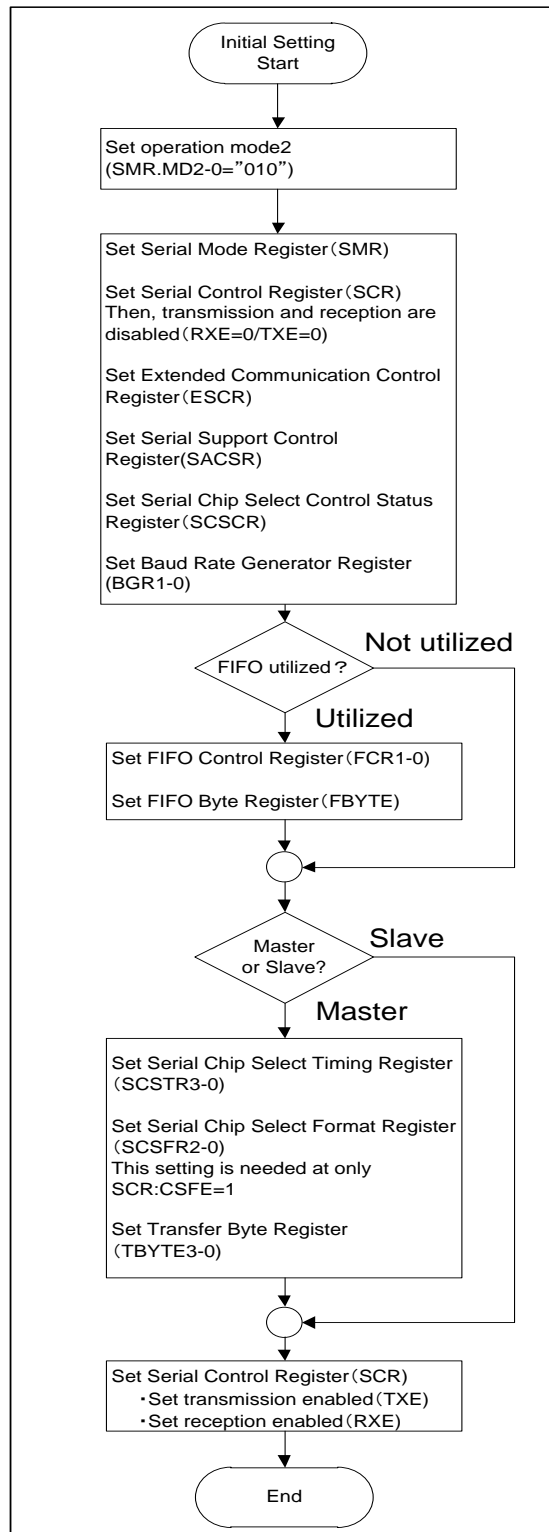 Initial Setting
Start
Set operation mode2
(SMR.MD2-0=”010”)
Set Serial Mode Register(SMR)
Set Serial Control Register(SCR)
Then, transmission and reception are
disabled(RXE=0/TXE=0)
Set Extended Communication Control
Register(ESCR)
Set Serial Support Control
Register(SACSR)
Set Serial Chip Select Control Status
Register(SCSCR)
Set Baud Rate Generator Register
(BGR1-0)
FIFO utilized?
Not utilized
Utilized
Set FIFO Control Register(FCR1-0)
Set FIFO Byte Register(FBYTE)
Master
or Slave?
Slave
Master
Set Serial Chip Select Timing Register
(SCSTR3-0)
Set Serial Chip Select Format Register
(SCSFR2-0)
This setting is needed at only
SCR:CSFE=1
Set Transfer Byte Register
(TBYTE3-0)
Set Serial Control Register(SCR)
・Set transmission enabled(TXE)
・Set reception enabled(RXE)
End